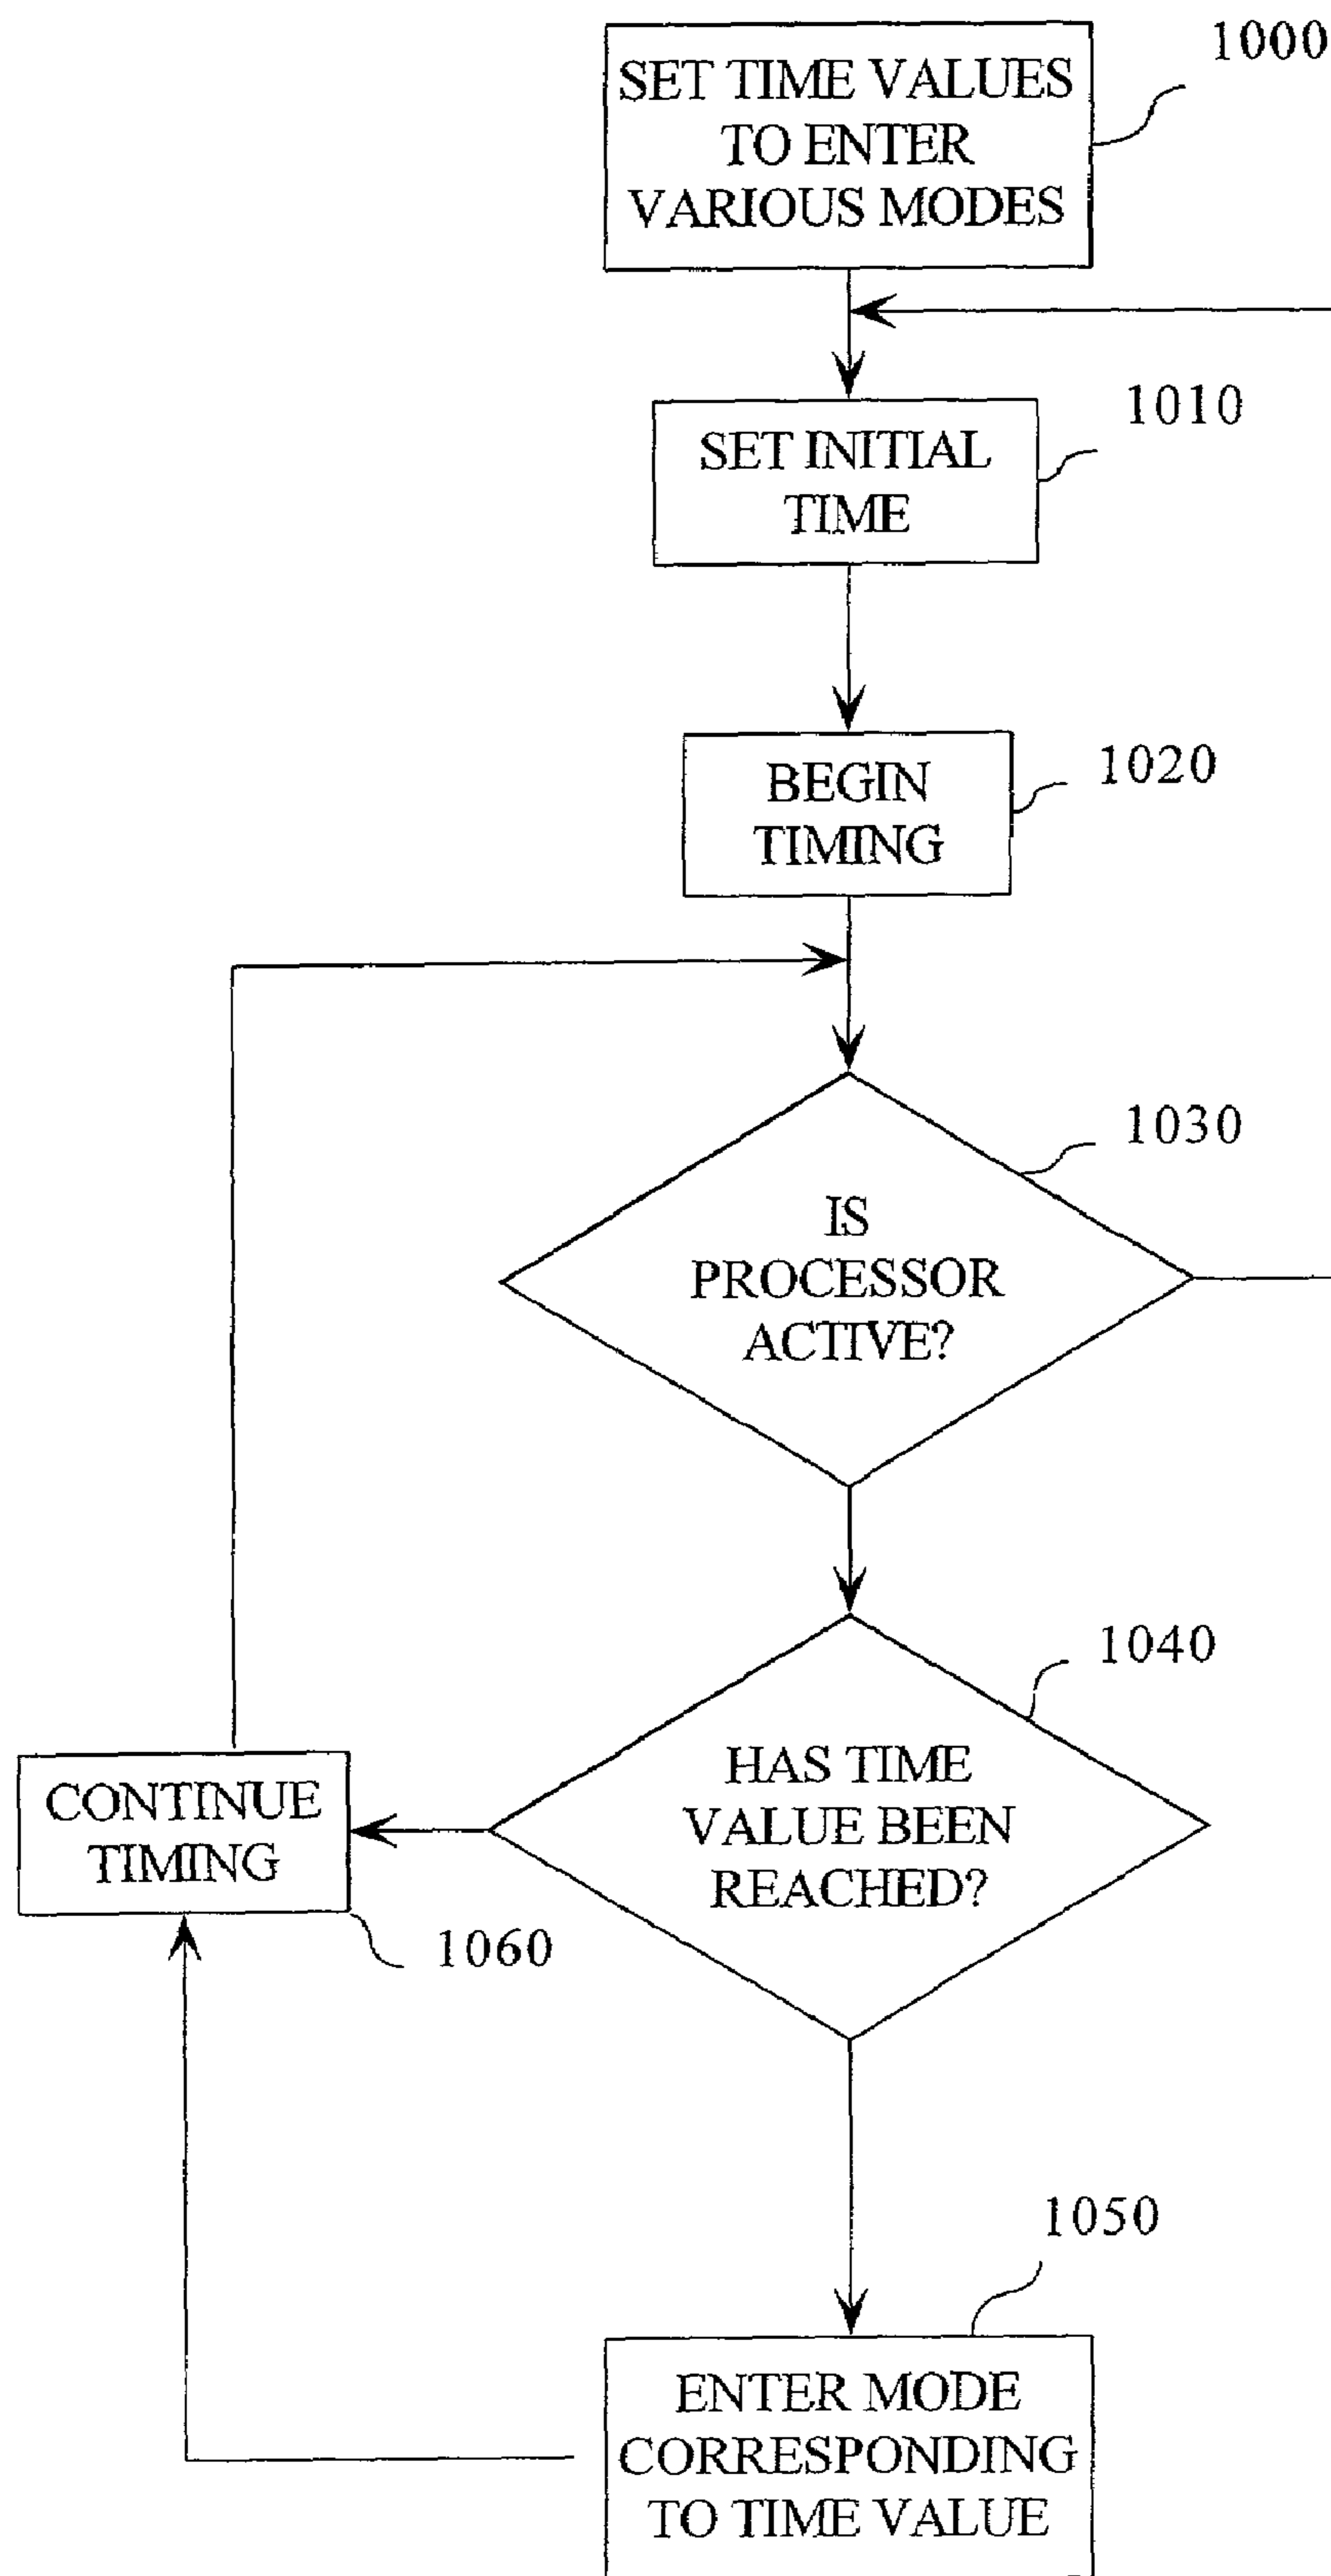 1000
SET TIME VALUES
TO ENTER
VARIOUS MODES
1010
SET INITIAL
TIME
1020
BEGIN
TIMING
1030
IS
PROCESSOR
ACTIVE?
1040
HAS TIME
VALUE BEEN
REACHED?
CONTINUE
TIMING
1060
1050
ENTER MODE
CORRESPONDING
TO TIME VALUE